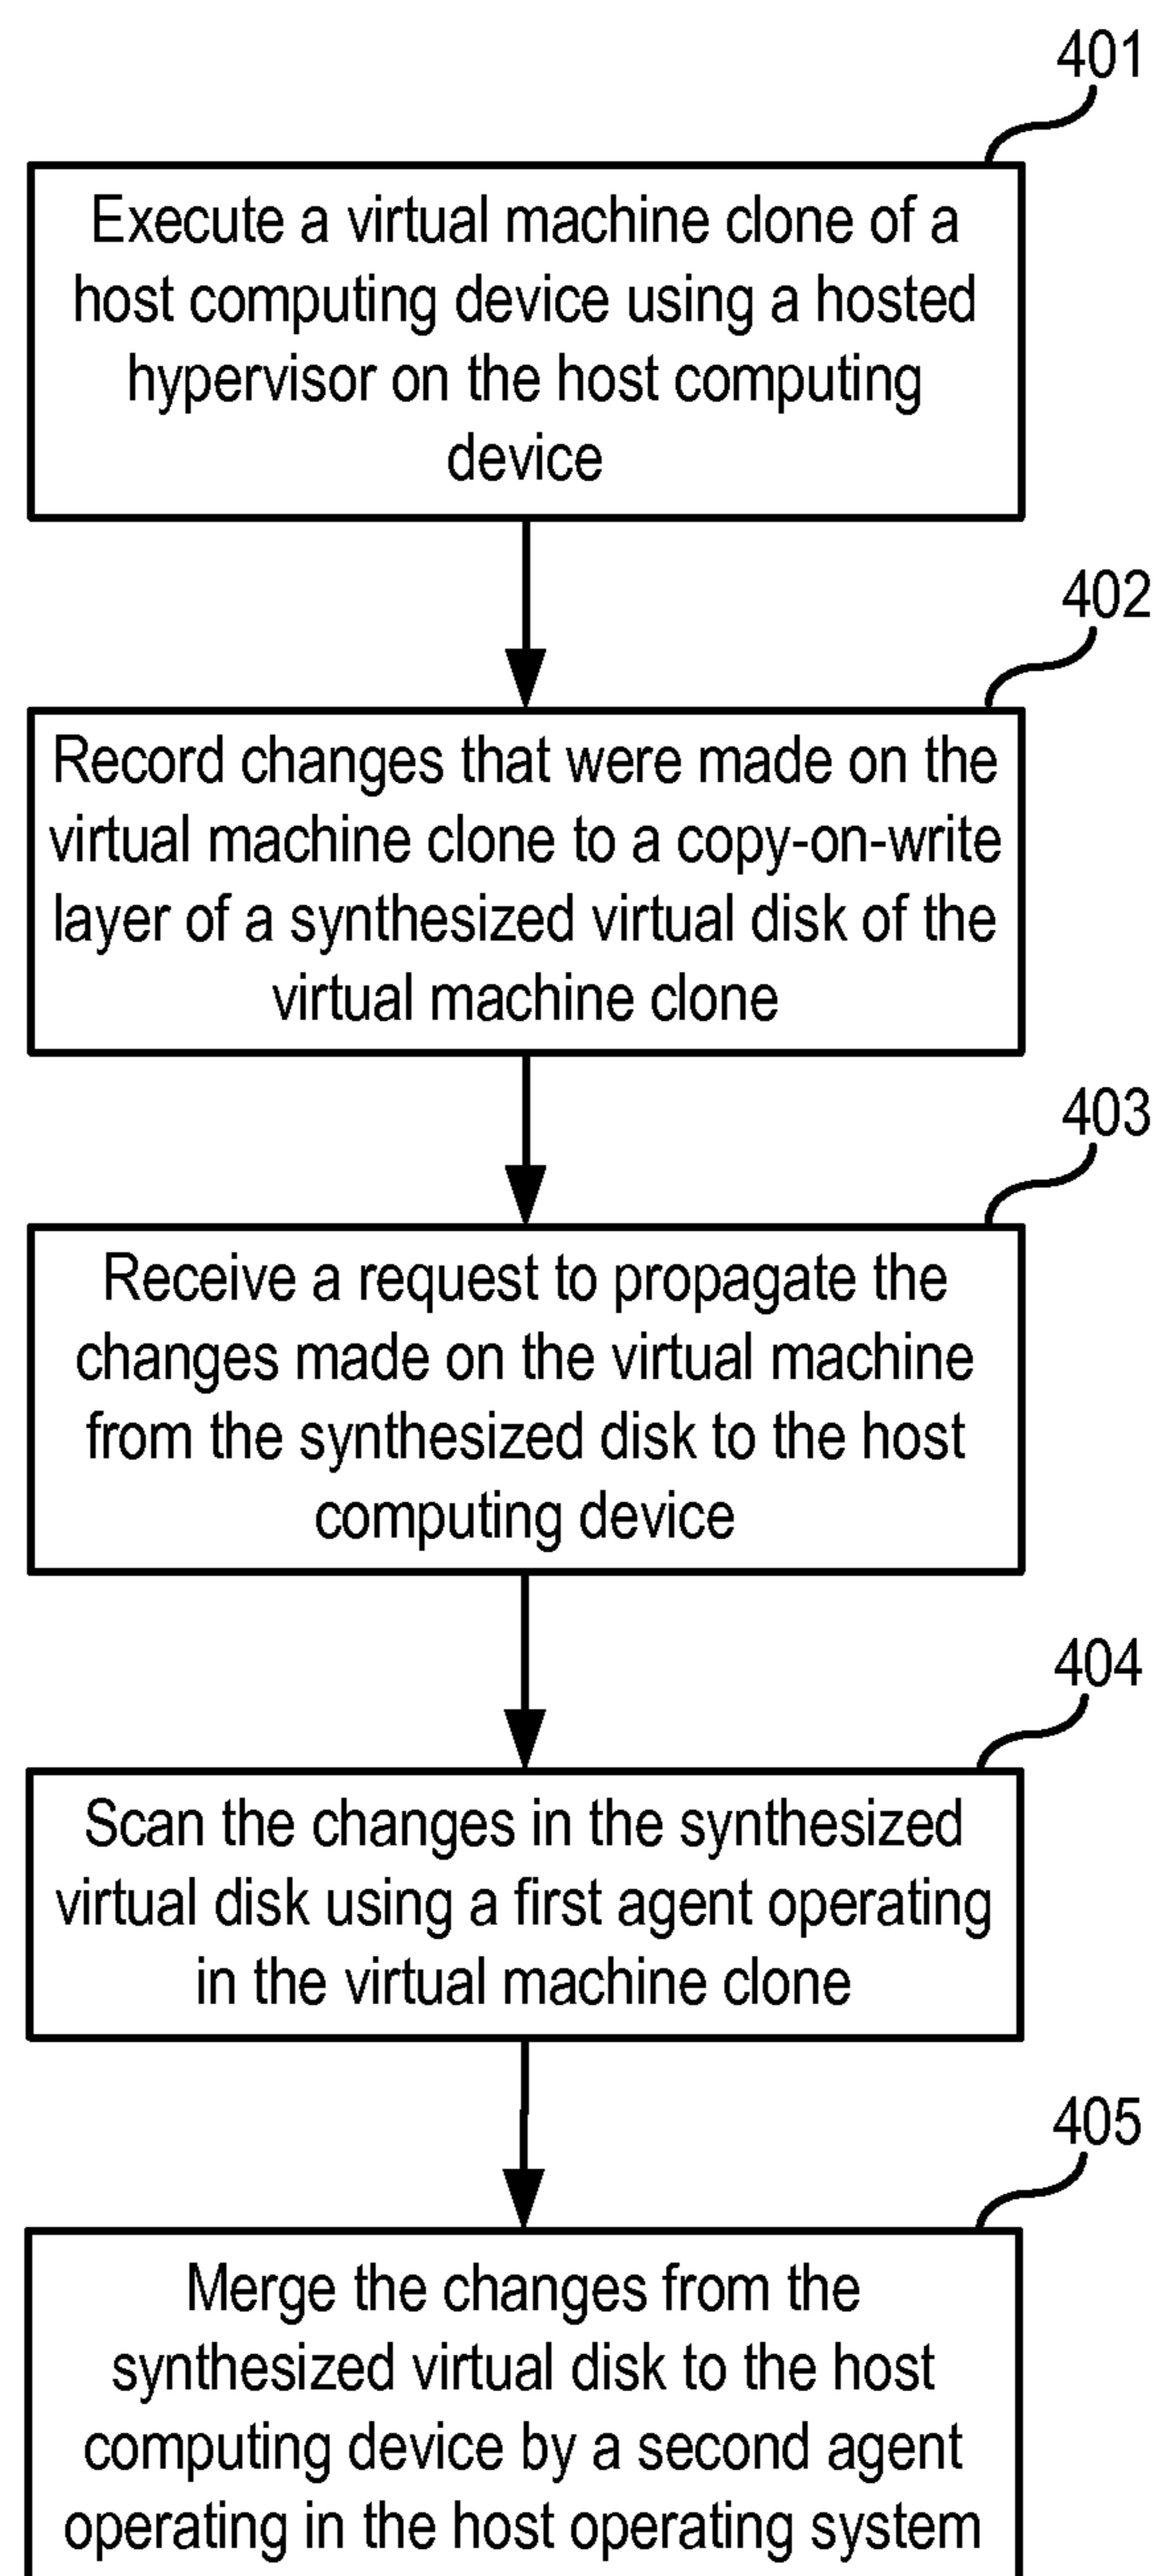 401
Execute a virtual machine clone of a
host computing device using a hosted
hypervisor on the host computing
device
402
Record changes that were made on the
virtual machine clone to a copy-on-write
layer of a synthesized virtual disk of the
virtual machine clone
403
Receive a request to propagate the
changes made on the virtual machine
from the synthesized disk to the host
computing device
404
Scan the changes in the synthesized
virtual disk using a first agent operating
in the virtual machine clone
405
Merge the changes from the
synthesized virtual disk to the host
computing device by a second agent
operating in the host operating system